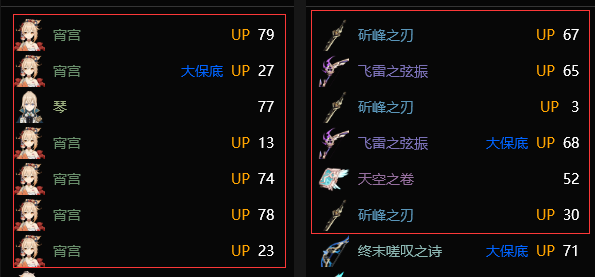 宵宫 UP 79
宵宫 大保底 UP 27
琴 77
宵宫 UP 13
宵宫 UP 74
宵宫 UP 78
宵宫 UP 23
斫峰之刃 UP 67
飞雷之弦振 UP 65
斫峰之刃 UP 3
飞雷之弦振 大保底 UP 68
天空之卷 52
斫峰之刃 UP 30
终末嗟叹之诗 大保底 UP 71